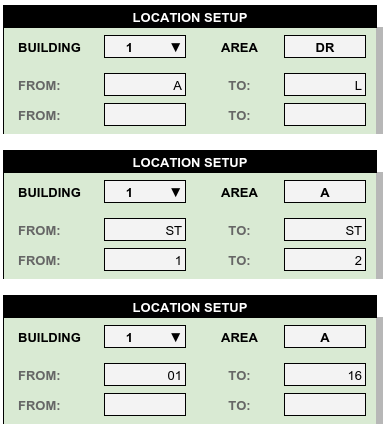 LOCATION SETUP
BUILDING 1 ▼ AREA DR
FROM: A TO: L
FROM: TO:
LOCATION SETUP
BUILDING 1 ▼ AREA A
FROM: ST TO: ST
FROM: 1 TO: 2
LOCATION SETUP
BUILDING 1 ▼ AREA A
FROM: 01 TO: 16
FROM: TO: